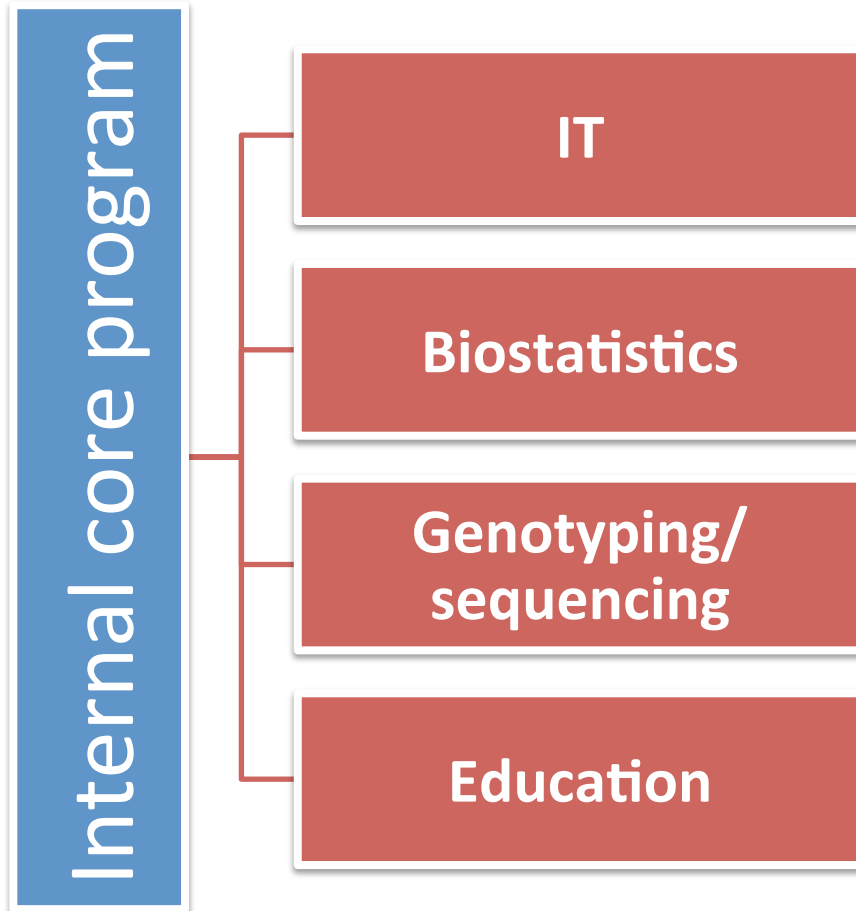 Internal core program
IT
Biostatistics
Genotyping/
sequencing
Education